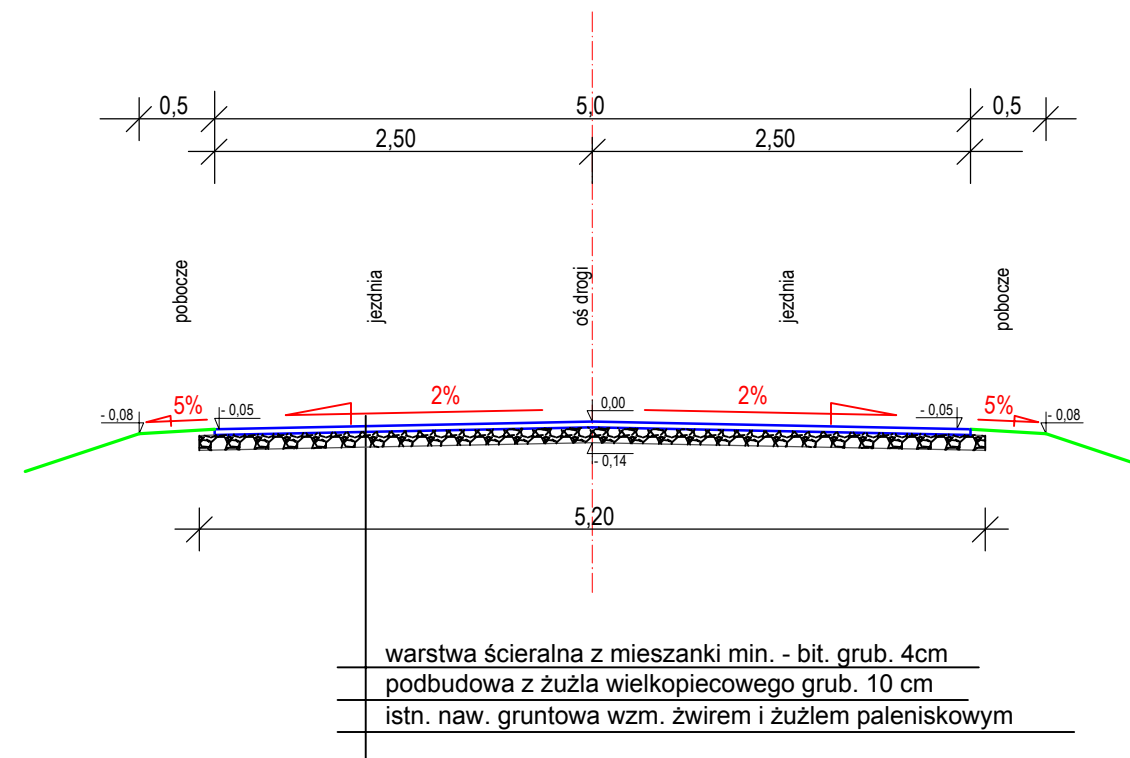 0,5 5,0 0,5
2,50 2,50
pobocze jezdnia oś drogi jezdnia pobocze
- 0,08 5% - 0,05 2% 0,00 2% - 0,05 5% - 0,08
- 0,14
5,20
warstwa ścieralna z mieszanki min. - bit. grub. 4cm
podbudowa z żużla wielkopiecowego grub. 10 cm
istn. naw. gruntowa wzm. żwirem i żużlem paleniskowym